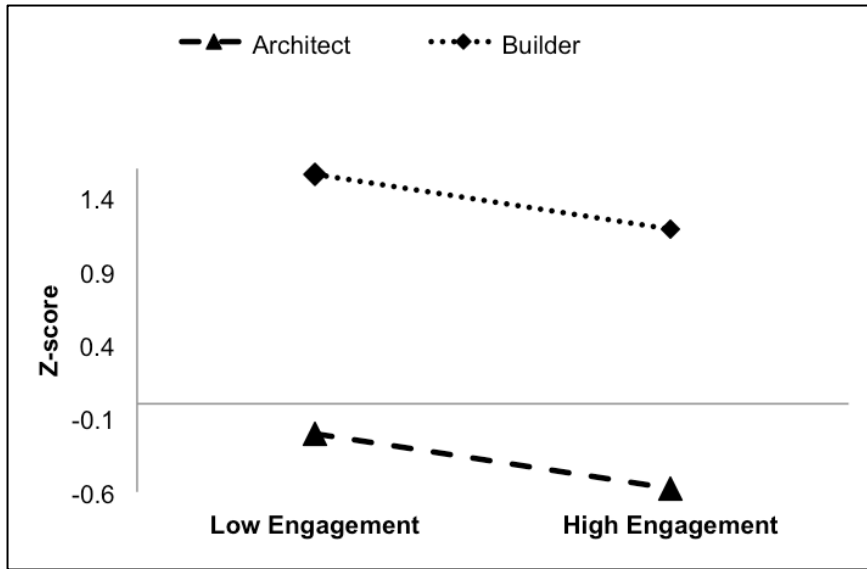 Architect Builder
1.4
0.9
0.4
-0.1
-0.6
Z-score
Low Engagement High Engagement